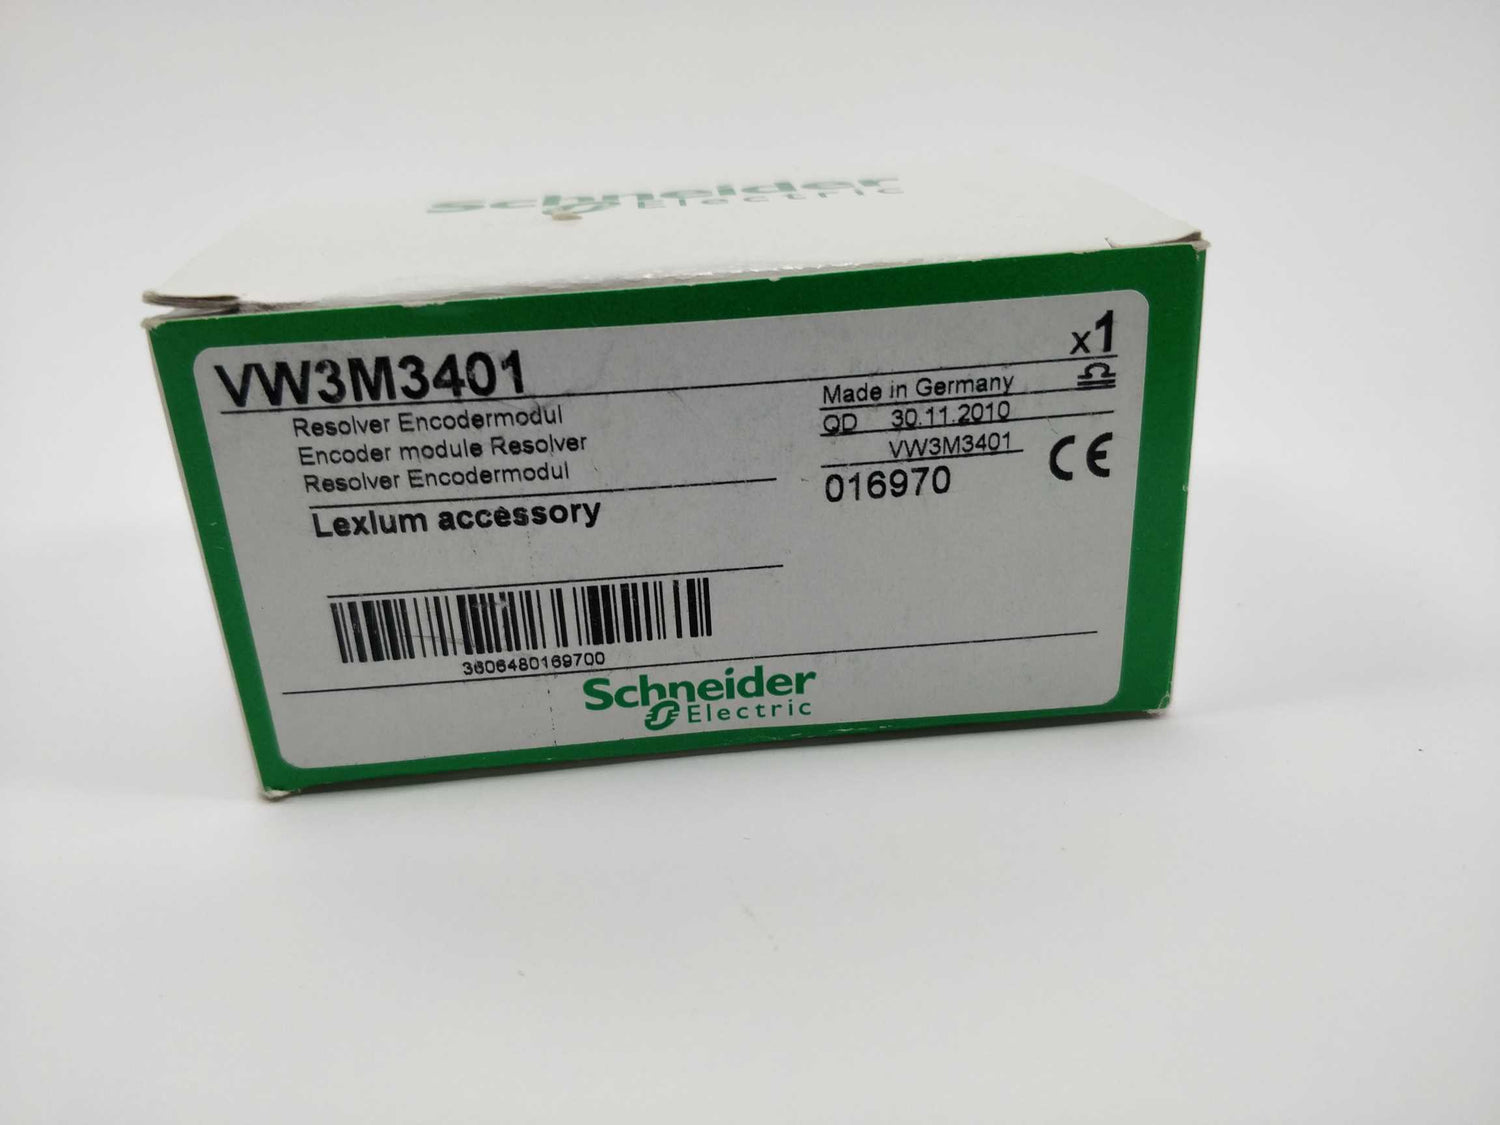 Schneider
Electric
VW3M3401
x1
Resolver Encodermodul
Encoder module Resolver
Resolver Encodermodul
Lexium accessory
Made in Germany
QD 30.11.2010
VW3M3401
016970
CE
3606480169700
Schneider
Electric